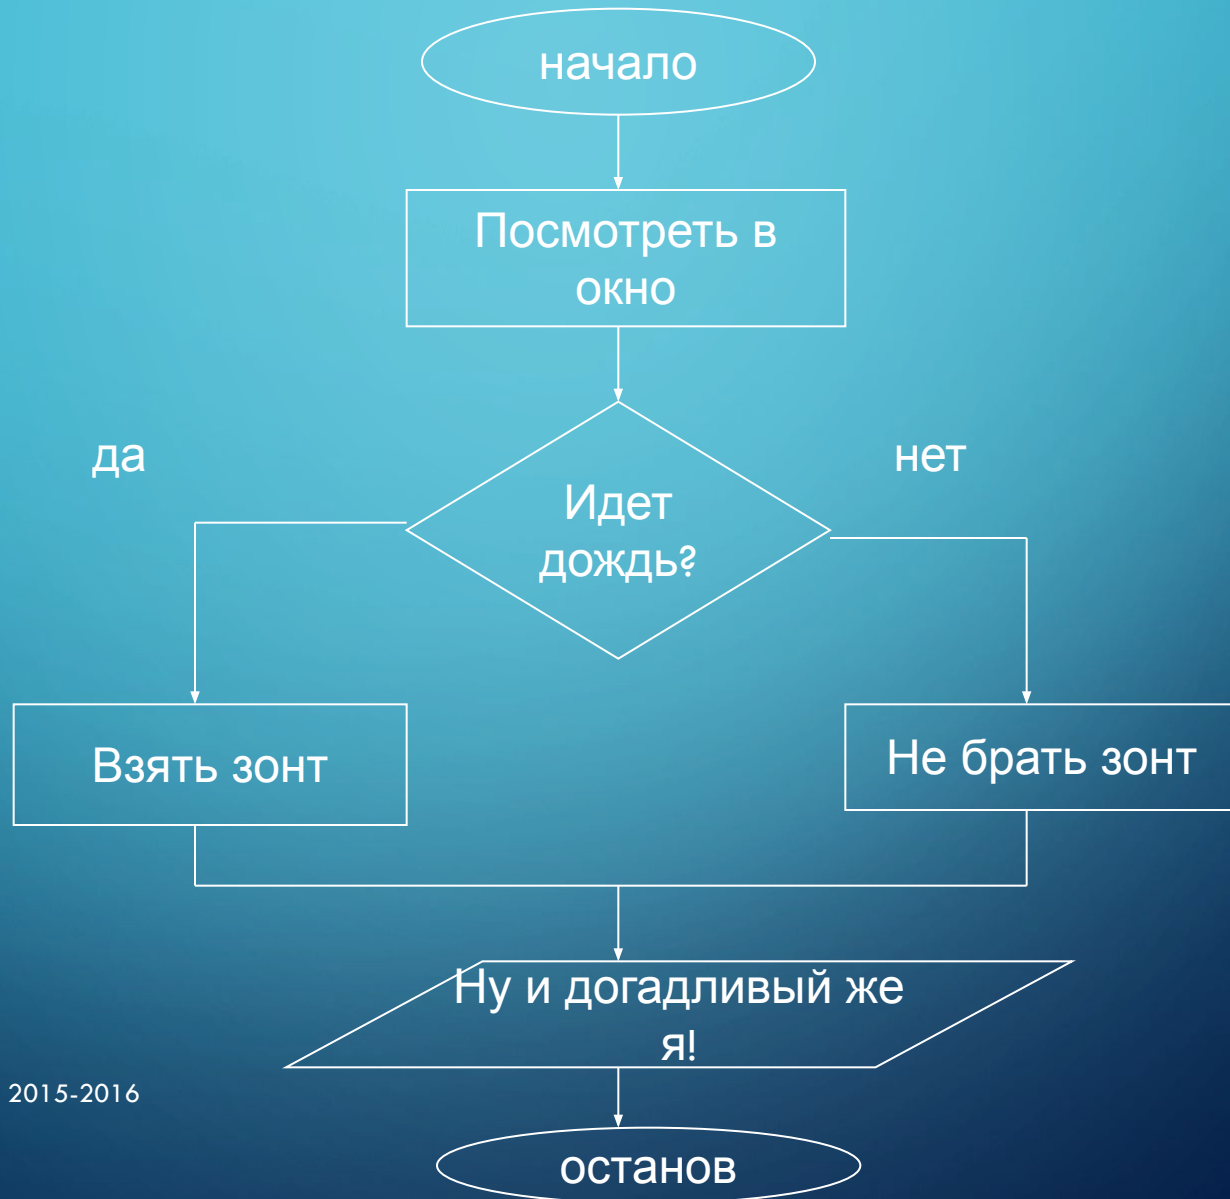 начало
Посмотреть в
окно
да
нет
Идет
дождь?
Взять зонт
Не брать зонт
Ну и догадливый же
я!
2015-2016
останов